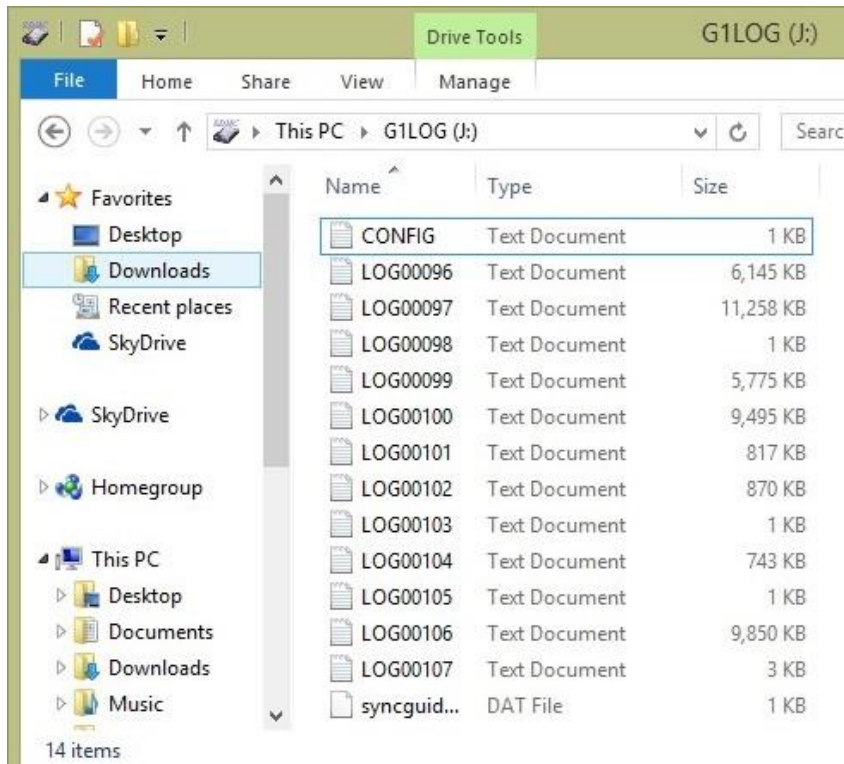 Drive Tools G1LOG (J:)
File Home Share View Manage
This PC G1LOG (J:) Searc
Name Type Size
Favorites
Desktop
Downloads
Recent places
SkyDrive
SkyDrive
Homegroup
This PC
Desktop
Documents
Downloads
Music
CONFIG Text Document 1 KB
LOG00096 Text Document 6,145 KB
LOG00097 Text Document 11,258 KB
LOG00098 Text Document 1 KB
LOG00099 Text Document 5,775 KB
LOG00100 Text Document 9,495 KB
LOG00101 Text Document 817 KB
LOG00102 Text Document 870 KB
LOG00103 Text Document 1 KB
LOG00104 Text Document 743 KB
LOG00105 Text Document 1 KB
LOG00106 Text Document 9,850 KB
LOG00107 Text Document 3 KB
syncguid... DAT File 1 KB
14 items